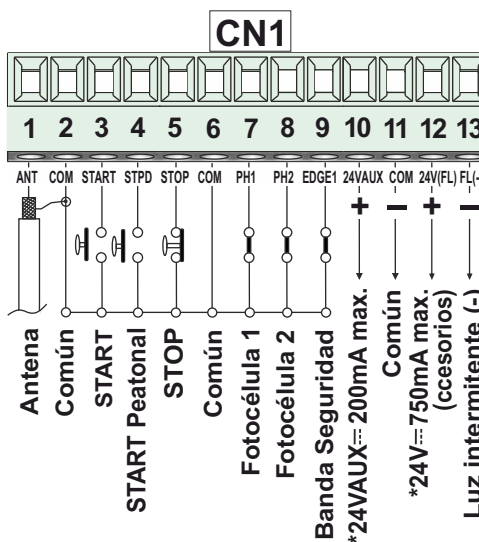 CN1
1 2 3 4 5 6 7 8 9 10 11 12 13
ANT COM START STPD STOP COM PH1 PH2 EDGE1 24VAUX COM 24V(FL) FL(-
+ − + −
Antena
Común
START
START Peatonal
STOP
Común
Fotocélula 1
Fotocélula 2
Banda Seguridad
*24VAUX⎓200mA max.
Común
*24V⎓750mA max.
(ccesorios)
Luz intermitente (-)